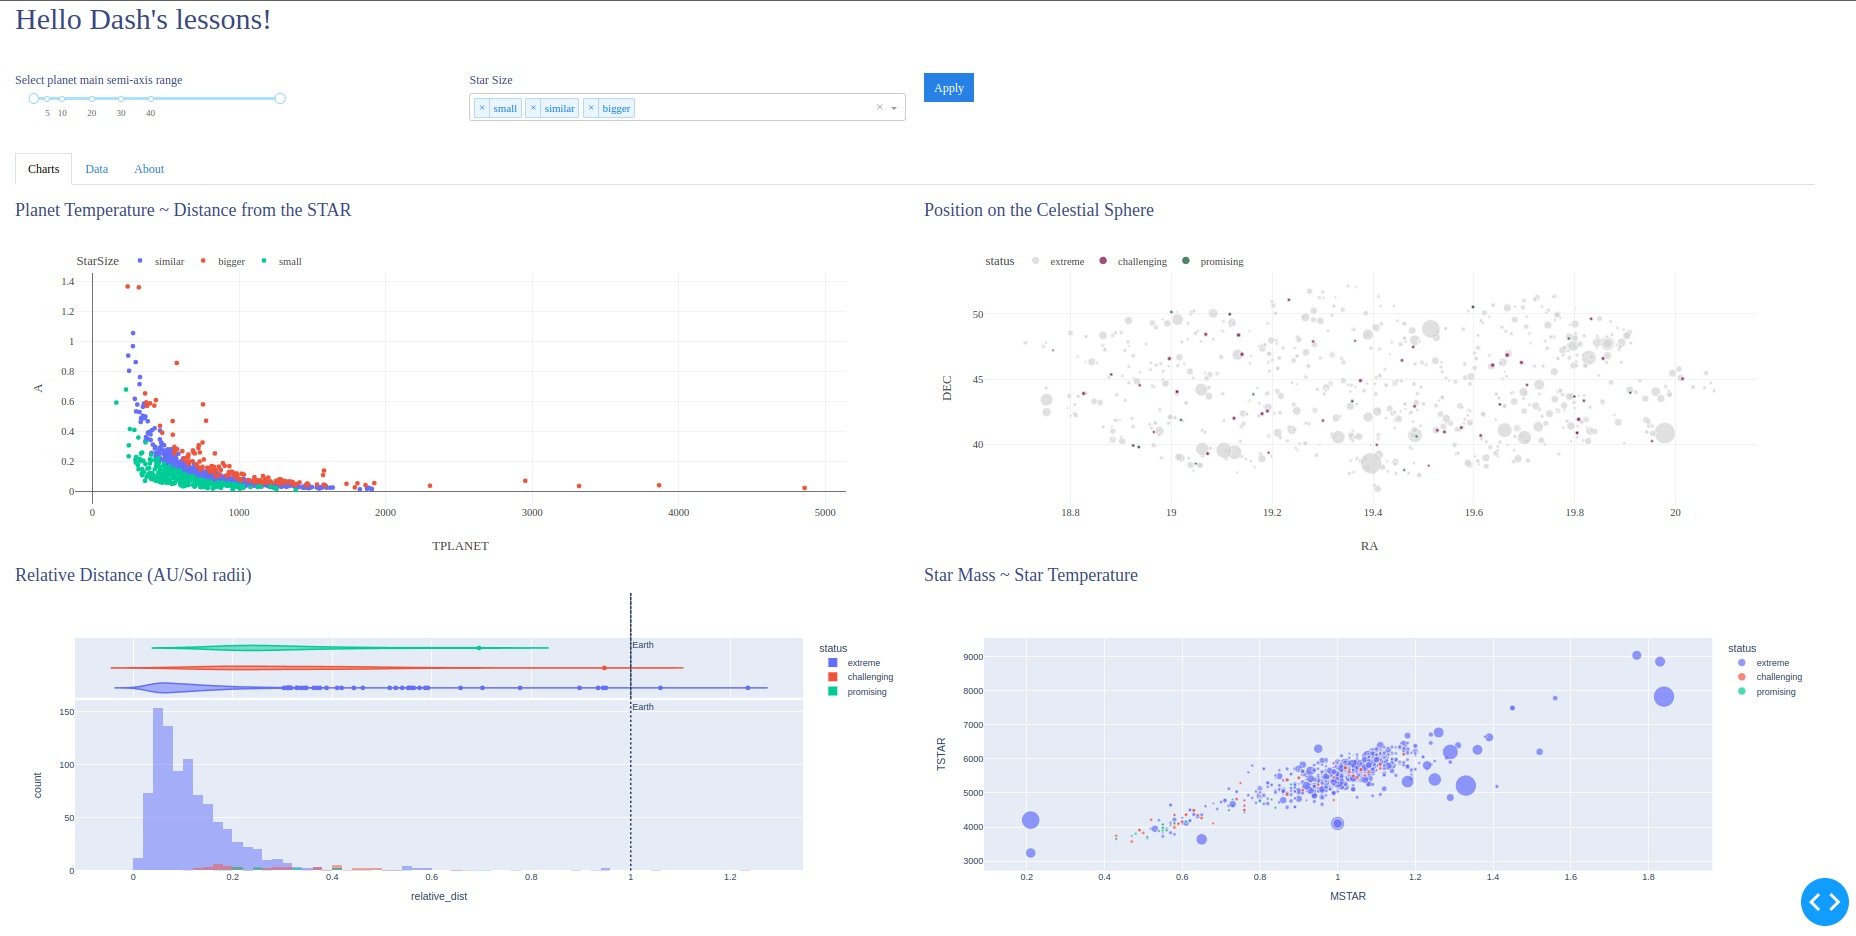 Hello Dash's lessons!
Select planet main semi-axis range
5 10 20 30 40
Star Size
× small × similar × bigger ×
Apply
Charts Data About
Planet Temperature ~ Distance from the STAR
StarSize similar bigger small
1.4
1.2
1
0.8
0.6
0.4
0.2
0
A
0 1000 2000 3000 4000 5000
TPLANET
Position on the Celestial Sphere
status extreme challenging promising
50
45
40
DEC
18.8 19 19.2 19.4 19.6 19.8 20
RA
Relative Distance (AU/Sol radii)
Earth
Earth
status
extreme
challenging
promising
150
100
50
0
count
0 0.2 0.4 0.6 0.8 1 1.2
relative_dist
Star Mass ~ Star Temperature
status
extreme
challenging
promising
9000
8000
7000
6000
5000
4000
3000
TSTAR
0.2 0.4 0.6 0.8 1 1.2 1.4 1.6 1.8
MSTAR